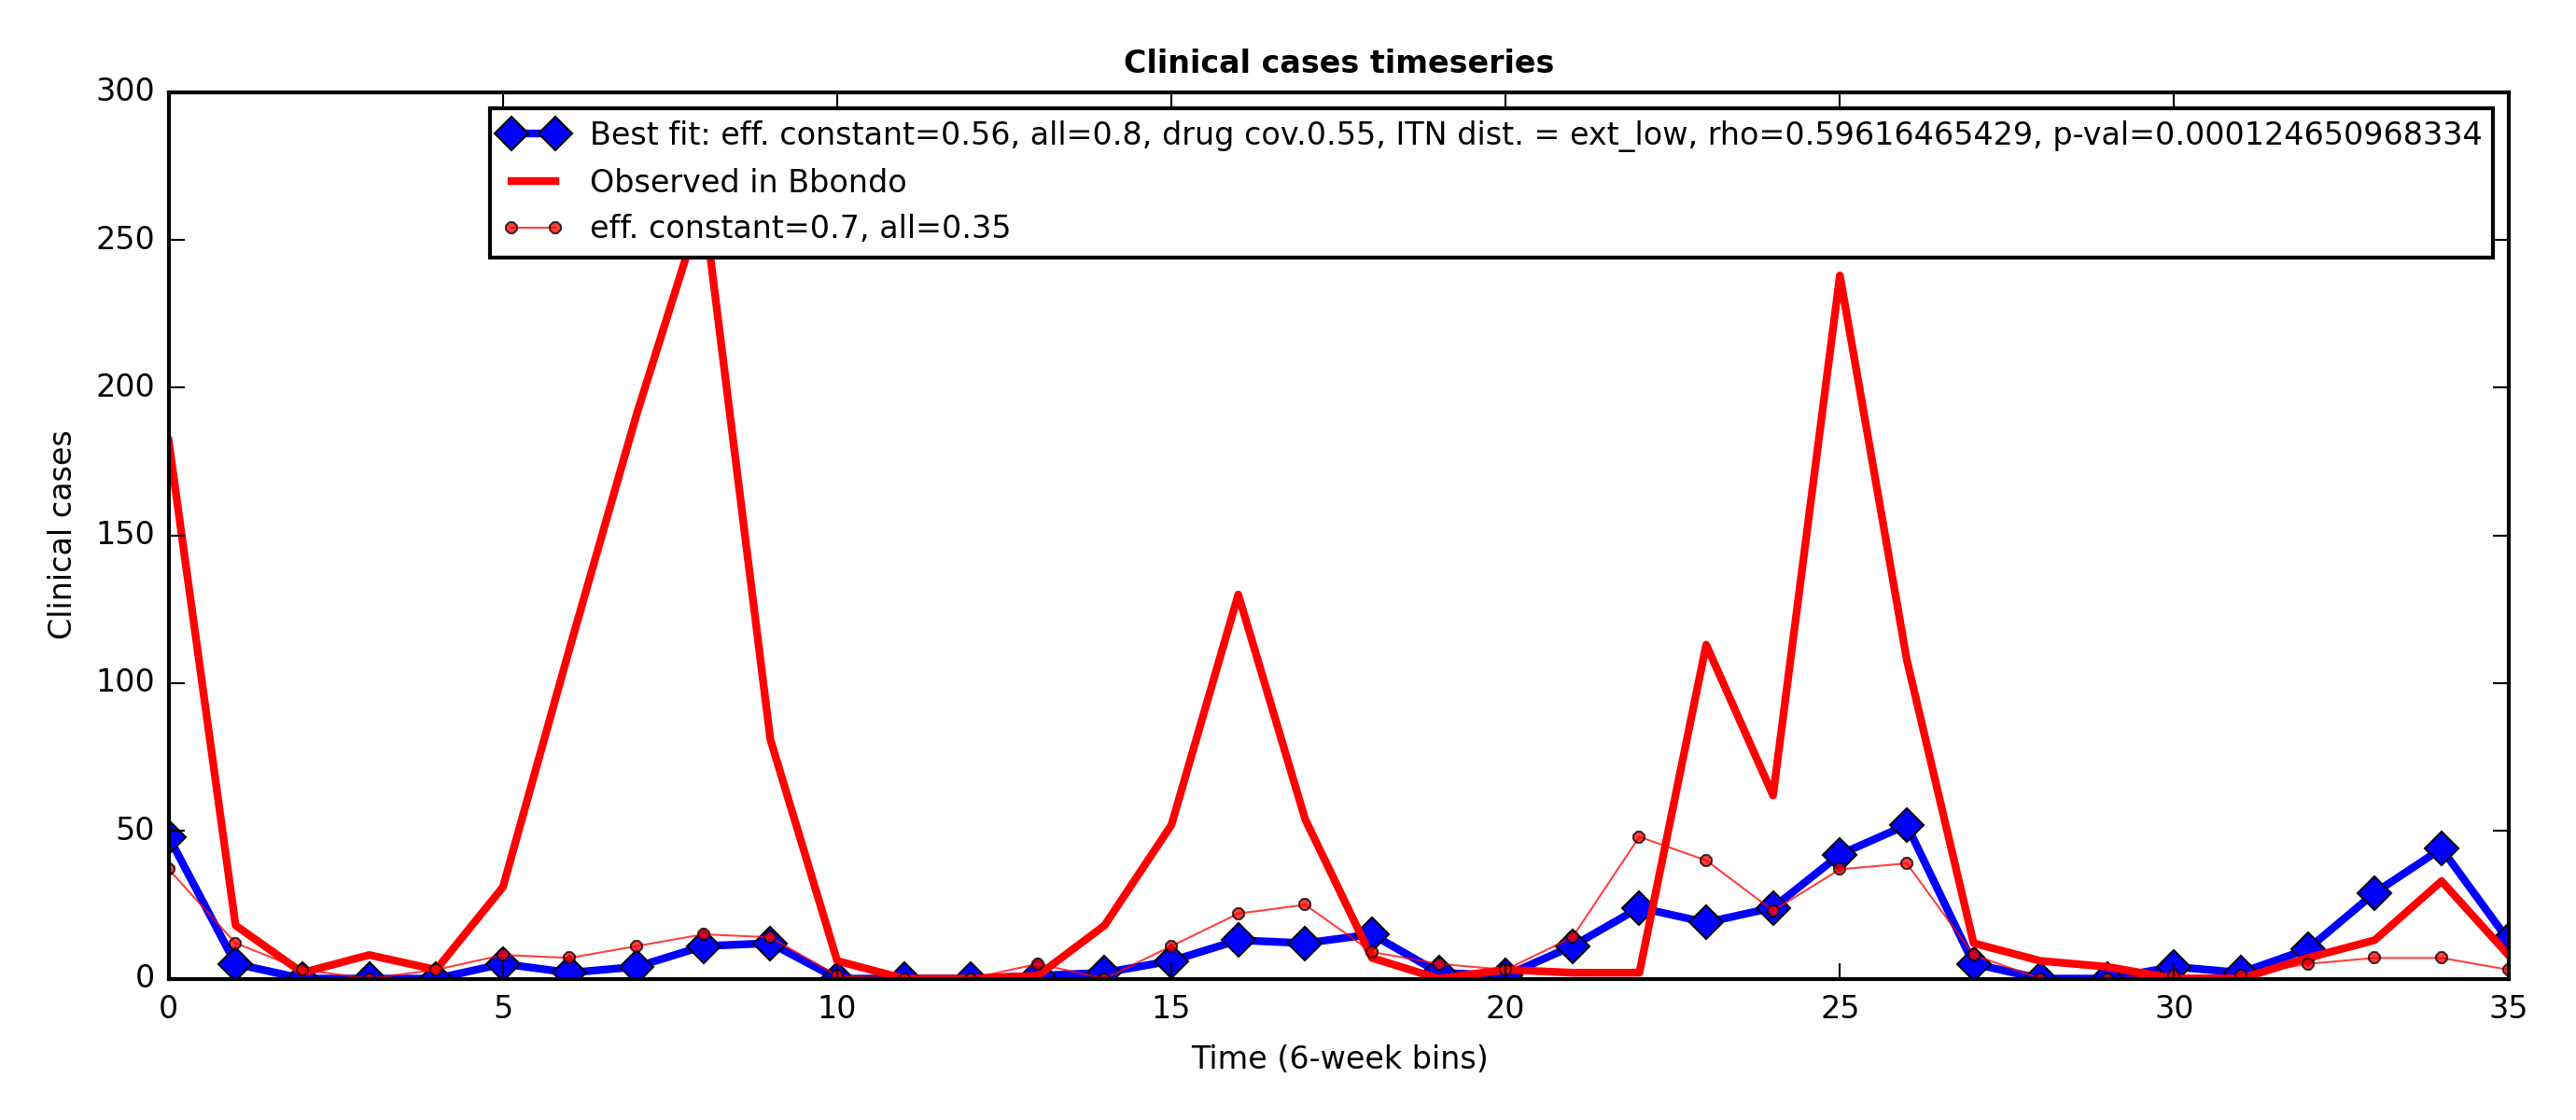 Clinical cases timeseries
300
250
200
150
100
50
0
Clinical cases
Best fit: eff. constant=0.56, all=0.8, drug cov.0.55, ITN dist. = ext_low, rho=0.59616465429, p-val=0.000124650968334
Observed in Bbondo
eff. constant=0.7, all=0.35
0 5 10 15 20 25 30 35
Time (6-week bins)